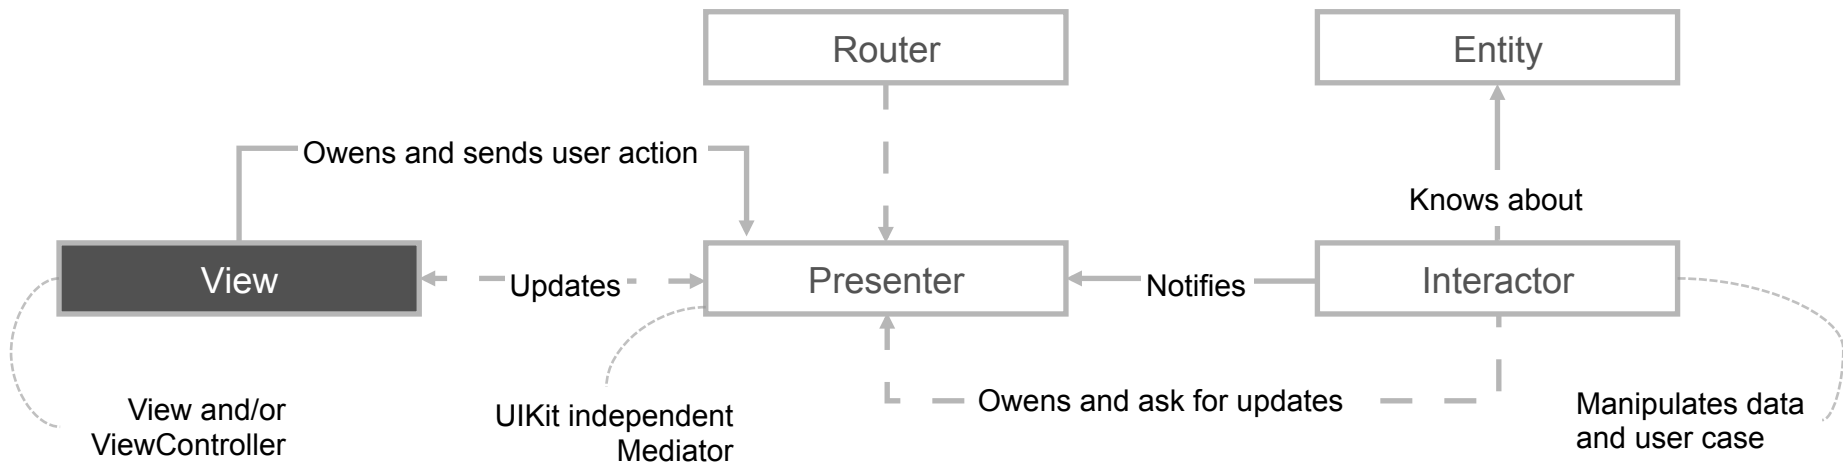 Router
Entity
Owens and sends user action
Knows about
View
Updates
Presenter
Notifies
Interactor
View and/or
ViewController
UIKit independent
Mediator
Owens and ask for updates
Manipulates data
and user case